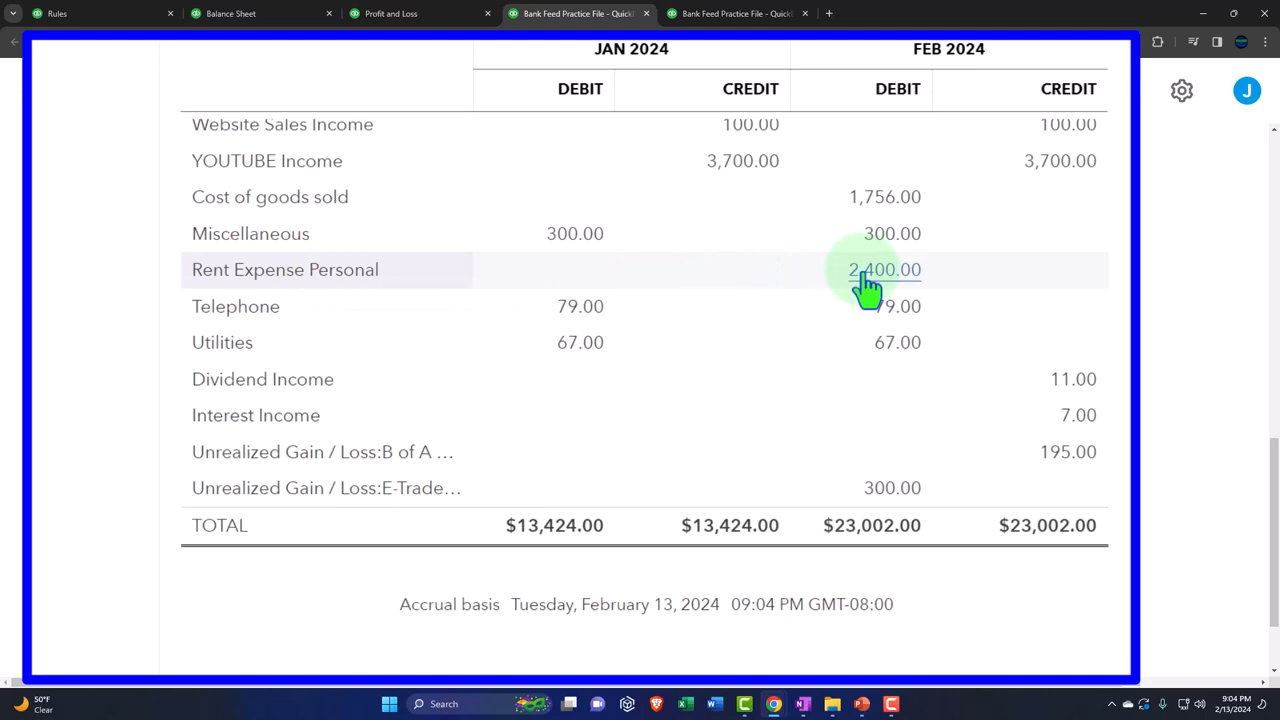 Rules
Balance Sheet
Profit and Loss
Bank Feed Practice File - Quick
Bank Feed Practice File - Quick
J
JAN 2024 FEB 2024
DEBIT CREDIT DEBIT CREDIT
Website Sales Income 100.00 100.00
YOUTUBE Income 3,700.00 3,700.00
Cost of goods sold 1,756.00
Miscellaneous 300.00 300.00
Rent Expense Personal 2,400.00
Telephone 79.00 79.00
Utilities 67.00 67.00
Dividend Income 11.00
Interest Income 7.00
Unrealized Gain / Loss:B of A ... 195.00
Unrealized Gain / Loss:E-Trade... 300.00
TOTAL $13,424.00 $13,424.00 $23,002.00 $23,002.00
Accrual basis Tuesday, February 13, 2024 09:04 PM GMT-08:00
50°F
Clear
Search
9:04 PM
2/13/2024